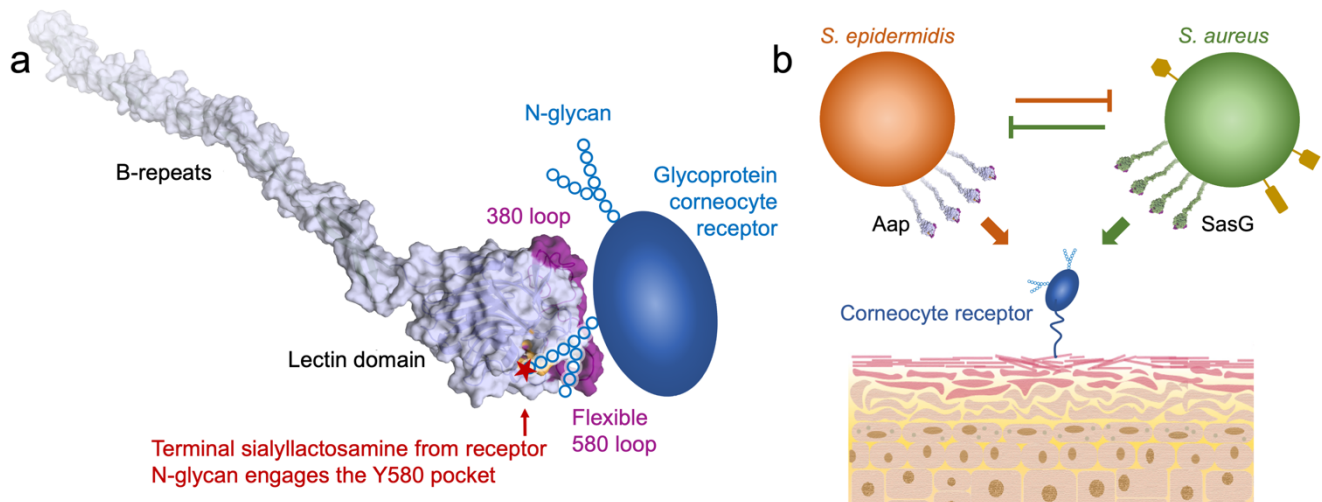 a
B-repeats
N-glycan
Glycoprotein
corneocyte
receptor
380 loop
Lectin domain
Flexible
580 loop
Terminal sialyllactosamine from receptor
N-glycan engages the Y580 pocket
b
S. epidermidis
S. aureus
Aap
SasG
Corneocyte receptor